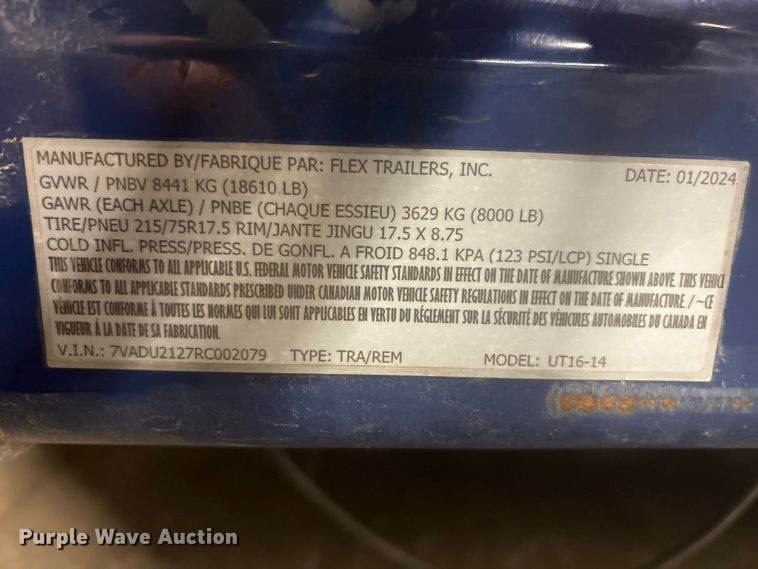 MANUFACTURED BY/FABRIQUE PAR: FLEX TRAILERS, INC. DATE: 01/2024
GVWR / PNBV 8441 KG (18610 LB)
GAWR (EACH AXLE) / PNBE (CHAQUE ESSIEU) 3629 KG (8000 LB)
TIRE/PNEU 215/75R17.5 RIM/JANTE JINGU 17.5 X 8.75
COLD INFL. PRESS/PRESS. DE GONFL. A FROID 848.1 KPA (123 PSI/LCP) SINGLE
THIS VEHICLE CONFORMS TO ALL APPLICABLE U.S. FEDERAL MOTOR VEHICLE SAFETY STANDARDS IN EFFECT ON THE DATE OF MANUFACTURE SHOWN ABOVE. THIS VEHICL
CONFORMS TO ALL APPLICABLE STANDARDS PRESCRIBED UNDER CANADIAN MOTOR VEHICLE SAFETY REGULATIONS IN EFFECT ON THE DATE OF MANUFACTURE. / ~CE
VEHICLE EST CONFORME À TOUTES LES NORMES QUI LUI SONT APPLICABLES EN VERTU DU RÉGLEMENT SUR LA SÉCURITÉ DES VÉHICULES AUTOMOBILES DU CANADA EN
VIGUEUR À LA DATE DE SA FABRICATION.
V.I.N.: 7VADU2127RC002079 TYPE: TRA/REM MODEL: UT16-14
Purple Wave Auction